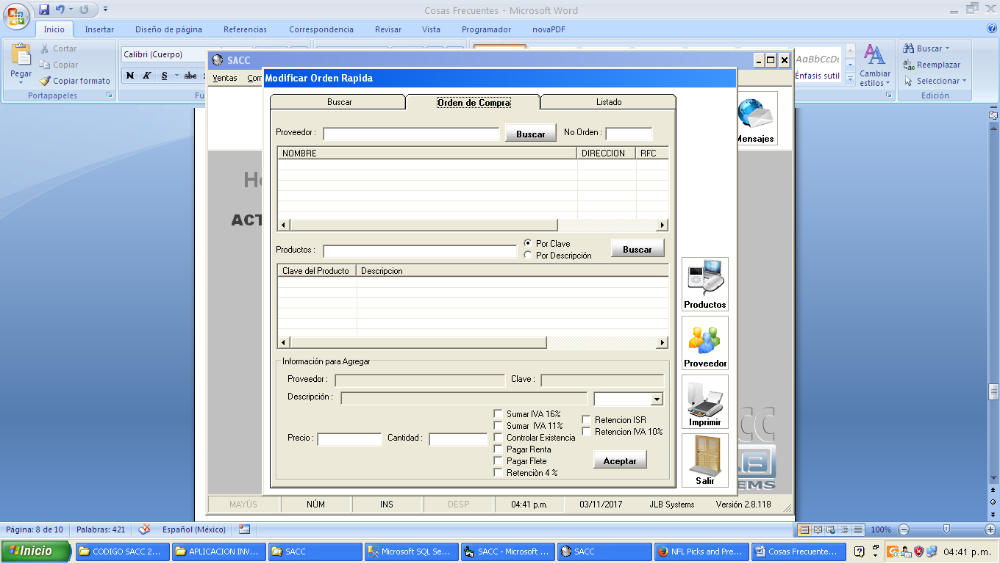 Cosas Frecuentes - Microsoft Word
Inicio Insertar Diseño de página Referencias Correspondencia Revisar Vista Programador novaPDF
Pegar
Cortar
Copiar
Copiar formato
Portapapeles
Calibri (Cuerpo)
N K S abc
AaBbCcDc
Énfasis sutil
Cambiar estilos
Buscar
Reemplazar
Seleccionar
Edición
SACC
Ventas
Modificar Orden Rapida
Buscar Orden de Compra Listado
Proveedor : Buscar No Orden :
NOMBRE DIRECCION RFC
Productos : Por Clave
Por Descripción
Buscar
Clave del Producto Descripcion
Información para Agregar
Proveedor : Clave :
Descripción :
Precio : Cantidad :
Sumar IVA 16%
Sumar IVA 11%
Controlar Existencia
Pagar Renta
Pagar Flete
Retenciòn 4 %
Retencion ISR
Retencion IVA 10%
Aceptar
Mensajes
Productos
Proveedor
Imprimir
Salir
MAYÚS NÚM INS DESP 04:41 p.m. 03/11/2017 JLB Systems Versión 2.8.118
Página: 8 de 10 Palabras: 421 Español (México) 100%
Inicio CODIGO SACC 2... APLICACION INV... SACC Microsoft SQL Se... SACC - Microsoft ... SACC NFL Picks and Pre... Cosas Frecuente... 04:41 p.m.